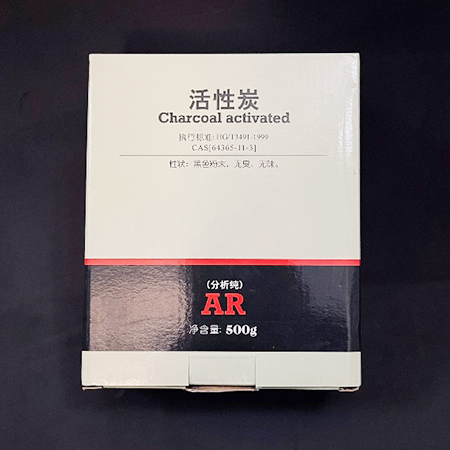 活性炭
Charcoal activated
执行标准: HG/T3491-1999
CAS[64365-11-3]
性状: 黑色粉末，无臭、无味。
(分析纯)
AR
净含量: 500g